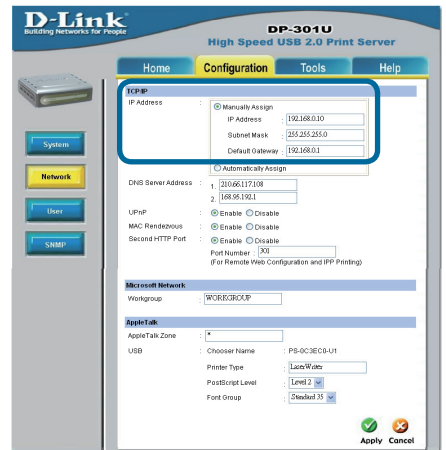 D-Link
Building Networks for People
DP-301U
High Speed USB 2.0 Print Server
Home Configuration Tools Help
System
Network
User
SNMP
TCP/IP
IP Address : Manually Assign
IP Address : 192.168.0.10
Subnet Mask : 255.255.255.0
Default Gateway : 192.168.0.1
Automatically Assign
DNS Server Address : 1. 210.66.117.108
2. 168.95.192.1
UPnP : Enable Disable
MAC Rendezvous : Enable Disable
Second HTTP Port : Enable Disable
Port Number : 301
(For Remote Web Configuration and IPP Printing)
Microsoft Network
Workgroup : WORKGROUP
AppleTalk
AppleTalk Zone : *
USB : Chooser Name : PS-0C3EC0-U1
Printer Type : LaserWriter
PostScript Level : Level 2
Font Group : Standard 35
Apply Cancel